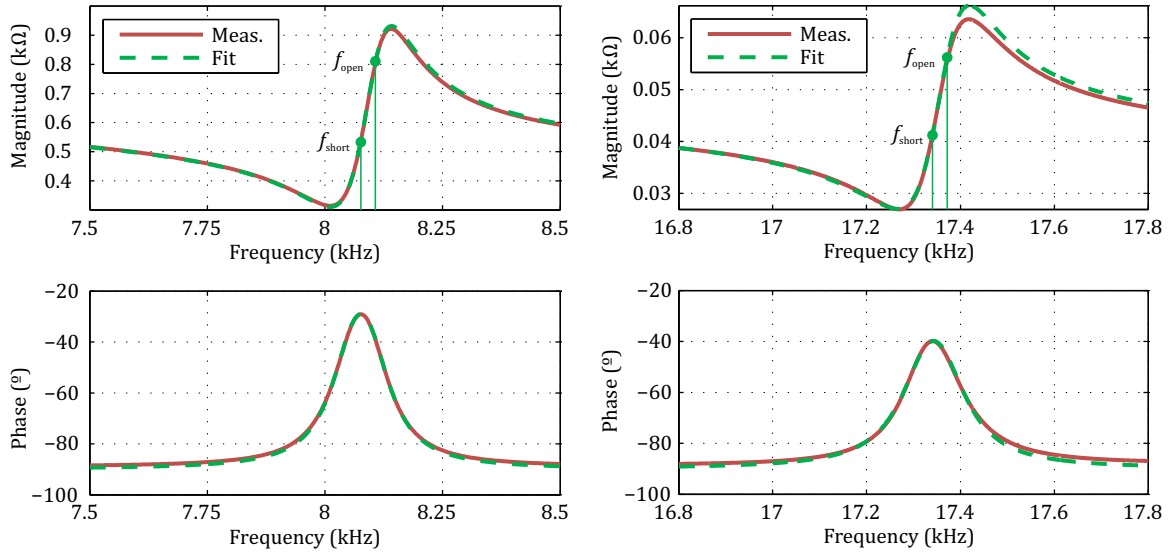 Magnitude (kΩ)
0.9
0.8
0.7
0.6
0.5
0.4
Meas.
Fit
fopen
fshort
7.5
7.75
8
8.25
8.5
Frequency (kHz)
Magnitude (kΩ)
0.06
0.05
0.04
0.03
Meas.
Fit
fopen
fshort
16.8
17
17.2
17.4
17.6
17.8
Frequency (kHz)
Phase (º)
−20
−40
−60
−80
−100
7.5
7.75
8
8.25
8.5
Frequency (kHz)
Phase (º)
−20
−40
−60
−80
−100
16.8
17
17.2
17.4
17.6
17.8
Frequency (kHz)